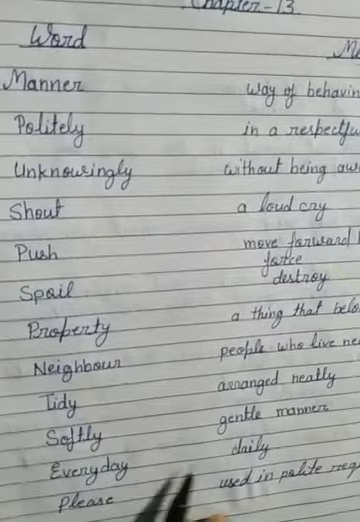 Chapter-13
Word
Manner way of behavin
Politely in a respectfu
Unknowingly without being aw
Shout a loud cry
Push move forward
force
Spoil destroy
Property a thing that belo
Neighbour people who live ne
Tidy arranged neatly
Softly gentle manner
Everyday daily
Please used in polite req